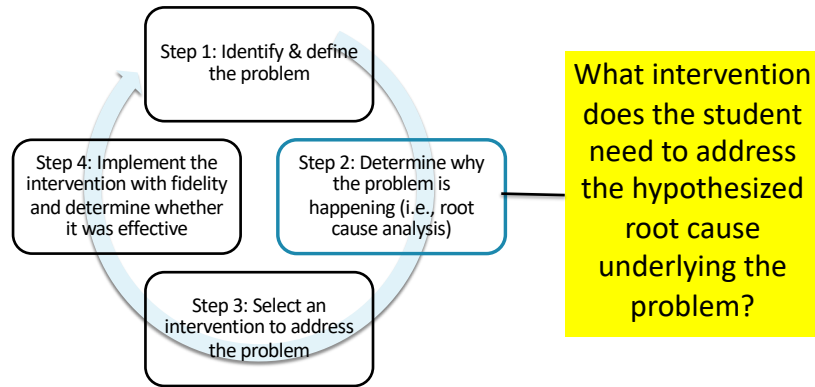 Step 1: Identify & define
the problem
Step 4: Implement the
intervention with fidelity
and determine whether
it was effective
Step 2: Determine why
the problem is
happening (i.e., root
cause analysis)
Step 3: Select an
intervention to address
the problem
What intervention
does the student
need to address
the hypothesized
root cause
underlying the
problem?